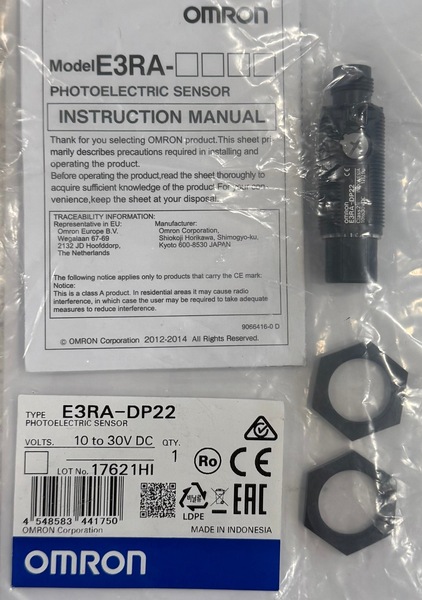 OMRON
Model E3RA-□□□□
PHOTOELECTRIC SENSOR
INSTRUCTION MANUAL
Thank you for selecting OMRON product.This sheet pri
marily describes precautions required in installing and
operating the product.
Before operating the product,read the sheet thoroughly to
acquire sufficient knowledge of the product For your con
venience,keep the sheet at your disposal.
TRACEABILITY INFORMATION:
Representative in EU: Manufacturer:
Omron Europe B.V. Omron Corporation,
Wegalaan 67-69 Shiokoji Horikawa, Shimogyo-ku,
2132 JD Hoofddorp, Kyoto 600-8530 JAPAN
The Netherlands
The following notice applies only to products that carry the CE mark:
Notice:
This is a class A product. In residential areas it may cause radio
interference, in which case the user may be required to take adequate
measures to reduce interference.
9066416-0 D
© OMRON Corporation 2012-2014 All Rights Reserved.
OMRON
E3RA-DP22
CE
TYPE E3RA-DP22
PHOTOELECTRIC SENSOR
VOLTS. 10 to 30V DC QTY.
1
LOT No. 17621HI
Ro CE
4 548583 441750
LDPE
EAC
OMRON Corporation
MADE IN INDONESIA
OMRON